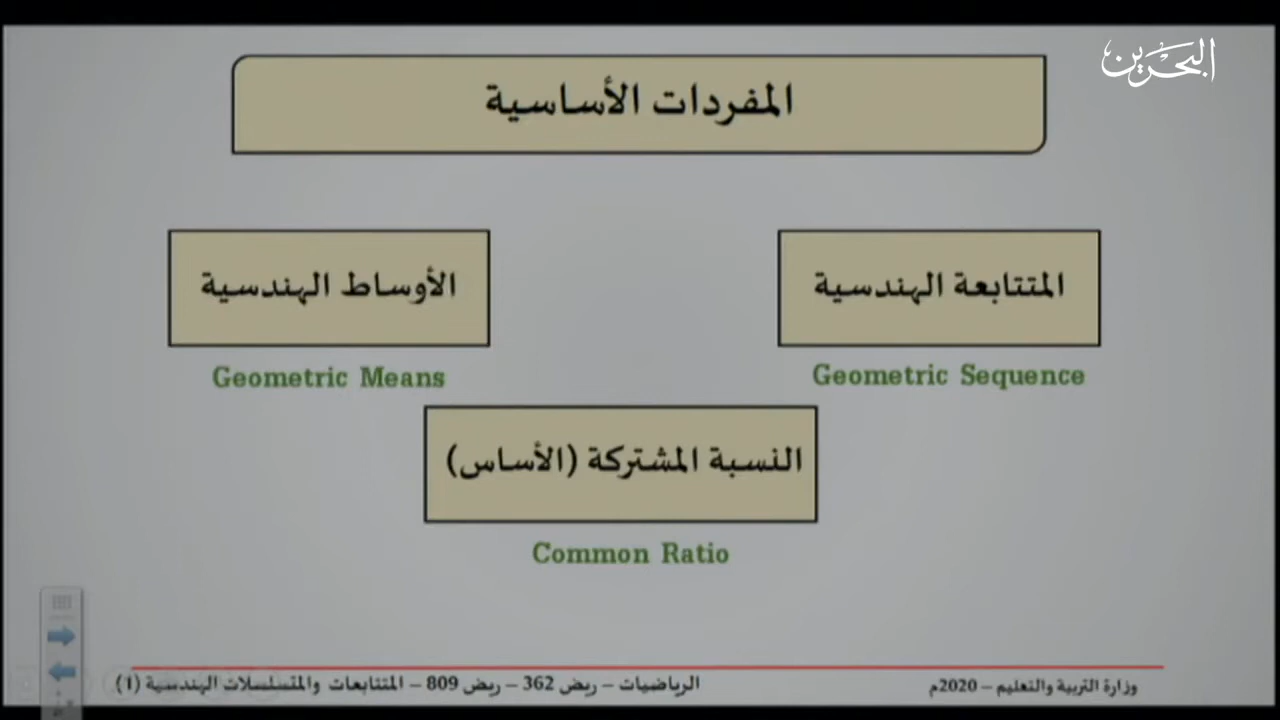 البحرين
المفردات الأساسية
المتتابعة الهندسية
الأوساط الهندسية
Geometric Sequence
Geometric Means
النسبة المشتركة (الأساس)
Common Ratio
وزارة التربية والتعليم – 2020م
الرياضيات – ريض 362 – ريض 809 – المتتابعات والمتسلسلات الهندسية (1)